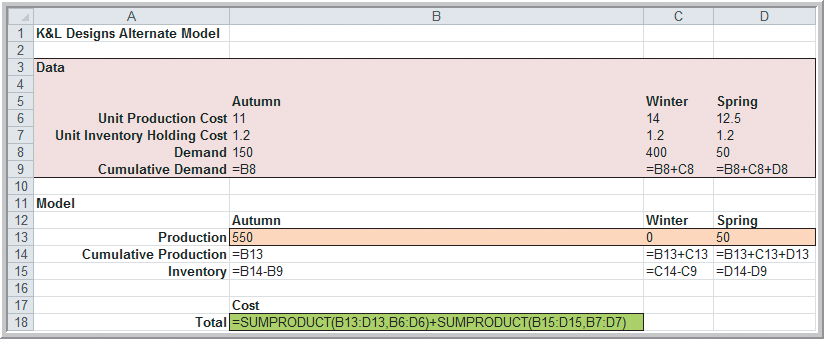 A B C D
1 K&L Designs Alternate Model
2
3 Data
4
5 Autumn Winter Spring
6 Unit Production Cost 11 14 12.5
7 Unit Inventory Holding Cost 1.2 1.2 1.2
8 Demand 150 400 50
9 Cumulative Demand =B8 =B8+C8 =B8+C8+D8
10
11 Model
12 Autumn Winter Spring
13 Production 550 0 50
14 Cumulative Production =B13 =B13+C13 =B13+C13+D13
15 Inventory =B14-B9 =C14-C9 =D14-D9
16
17 Cost
18 Total =SUMPRODUCT(B13:D13,B6:D6)+SUMPRODUCT(B15:D15,B7:D7)